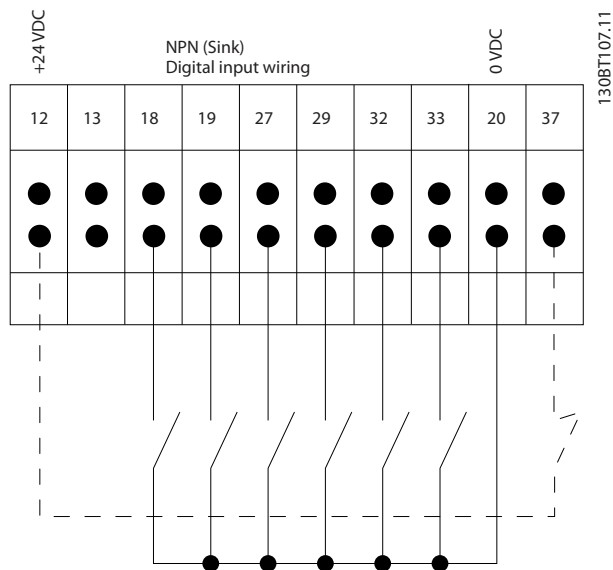 +24 VDC
NPN (Sink)
Digital input wiring
0 VDC
130BT107.11
12 13 18 19 27 29 32 33 20 37